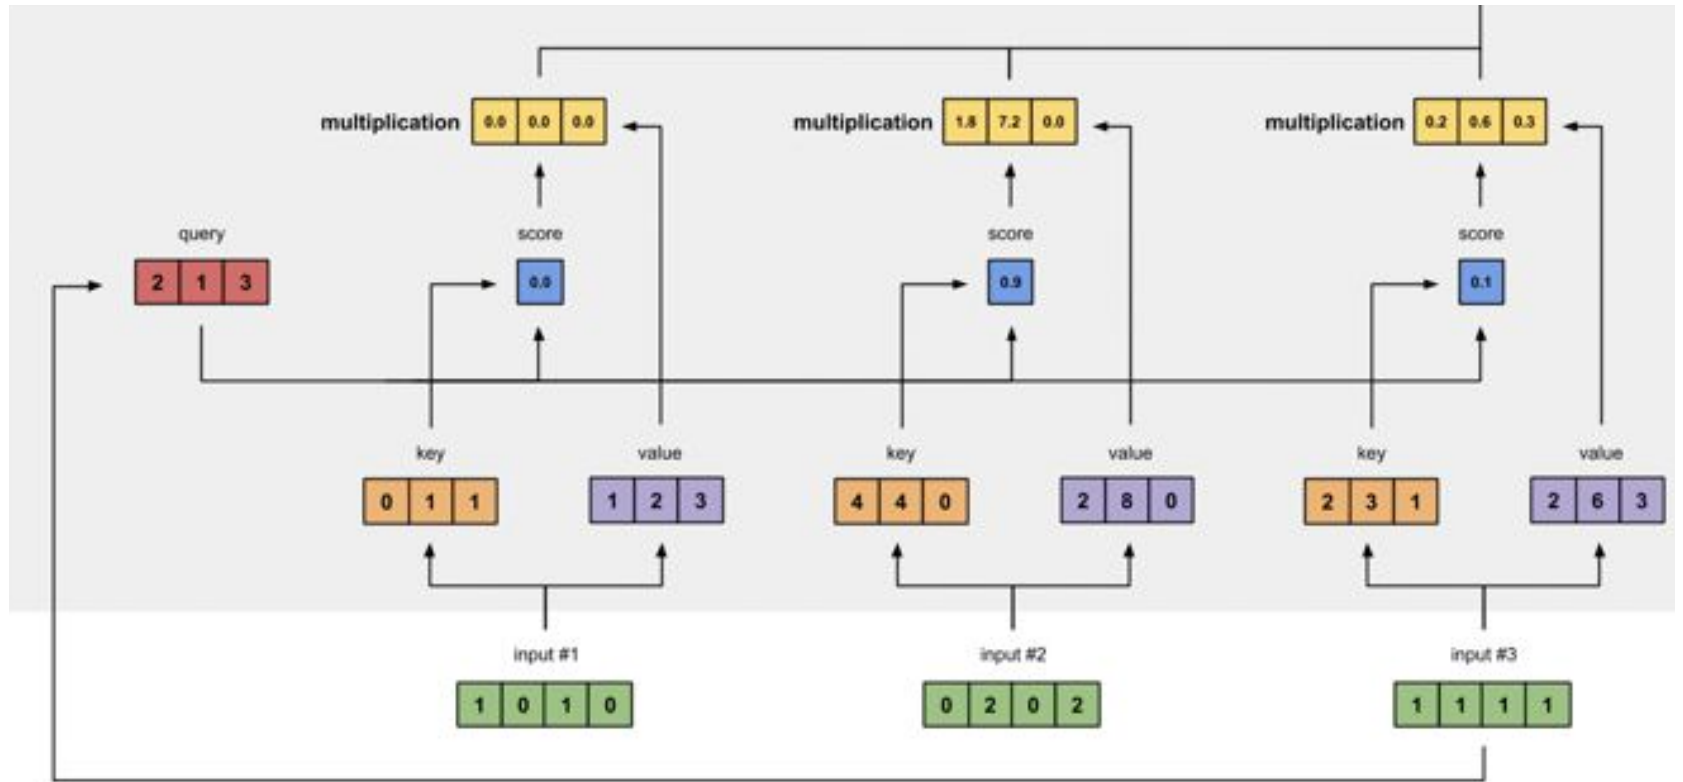 multiplication 0.0 0.0 0.0 multiplication 1.8 7.2 0.0 multiplication 0.2 0.6 0.3
query score score score
2 1 3 0.0 0.9 0.1
key value key value key value
0 1 1 1 2 3 4 4 0 2 8 0 2 3 1 2 6 3
input #1 input #2 input #3
1 0 1 0 0 2 0 2 1 1 1 1